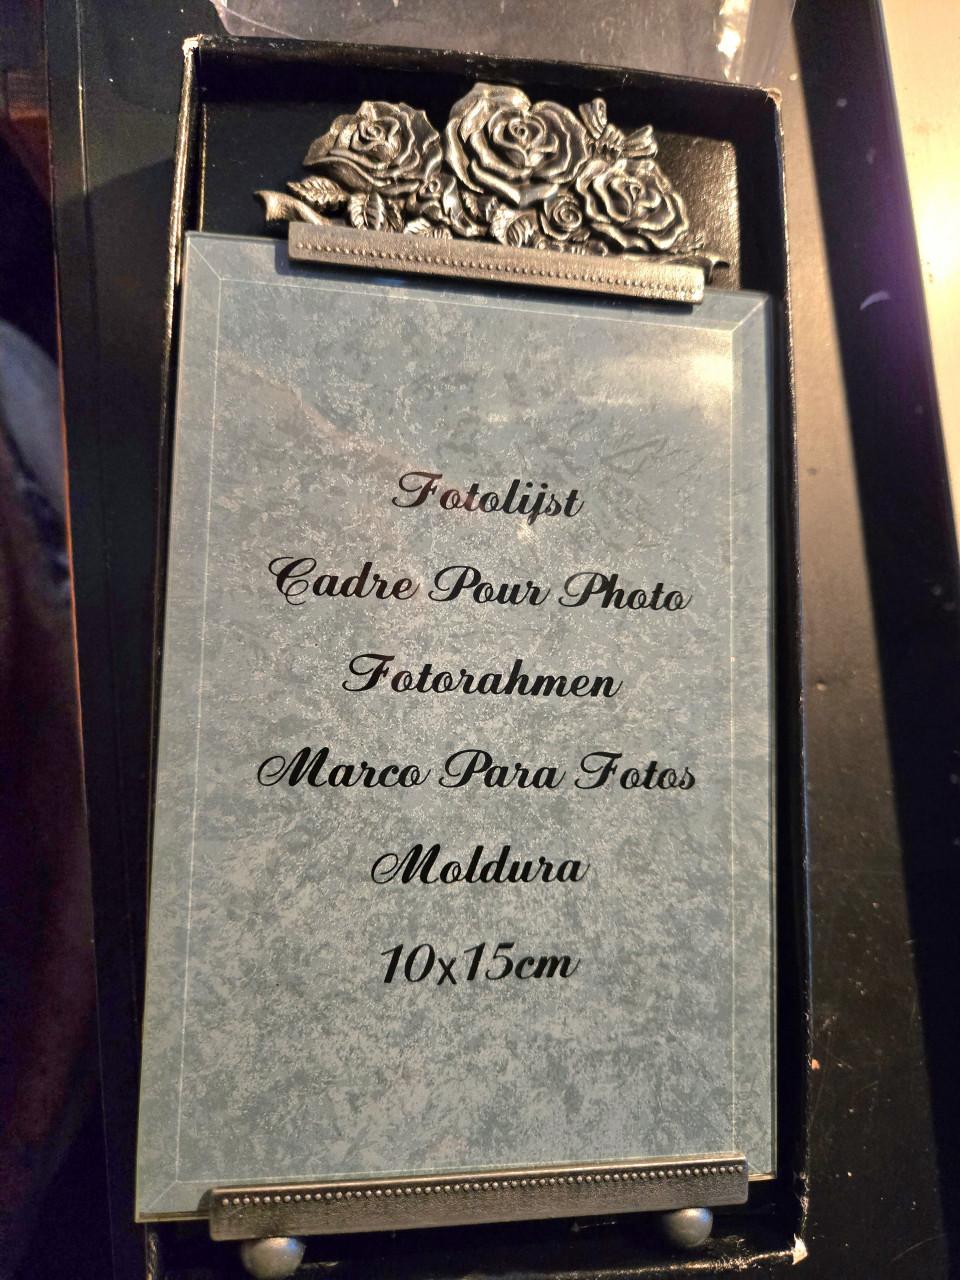 Fotolijst
Cadre Pour Photo
Fotorahmen
Marco Para Fotos
Moldura
10x15cm